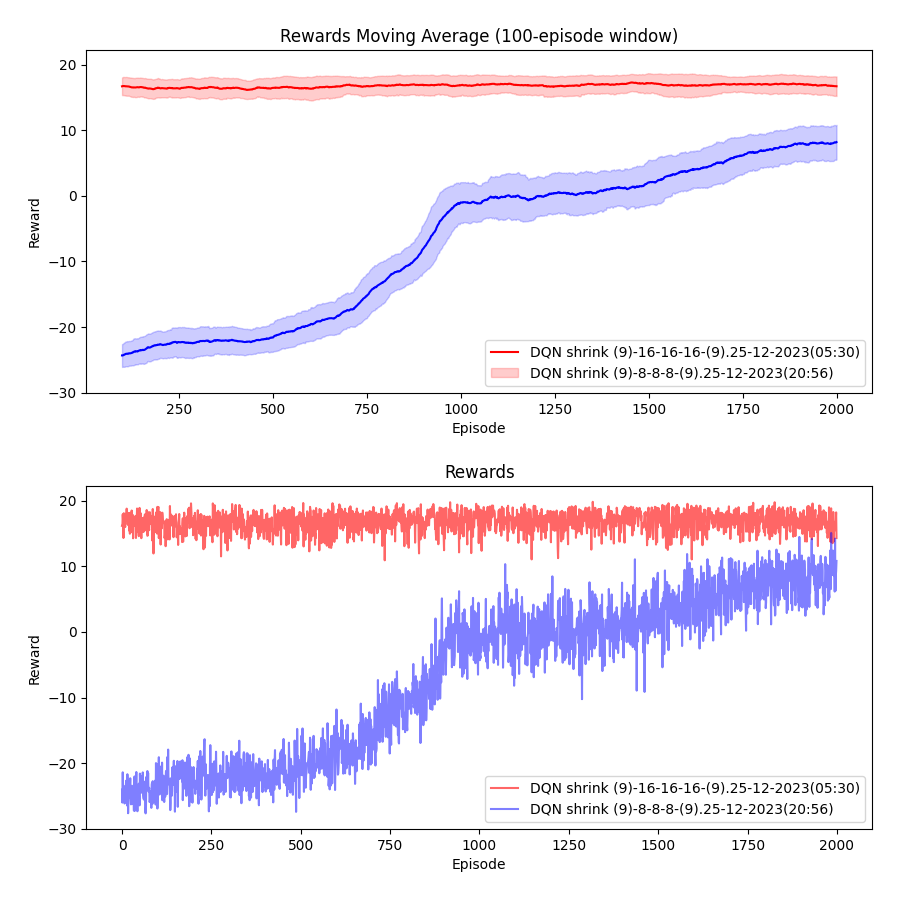 Rewards Moving Average (100-episode window)
20
10
0
−10
−20
−30
Reward
DQN shrink (9)-16-16-16-(9).25-12-2023(05:30)
DQN shrink (9)-8-8-8-(9).25-12-2023(20:56)
250 500 750 1000 1250 1500 1750 2000
Episode
Rewards
20
10
0
−10
−20
−30
Reward
DQN shrink (9)-16-16-16-(9).25-12-2023(05:30)
DQN shrink (9)-8-8-8-(9).25-12-2023(20:56)
0 250 500 750 1000 1250 1500 1750 2000
Episode